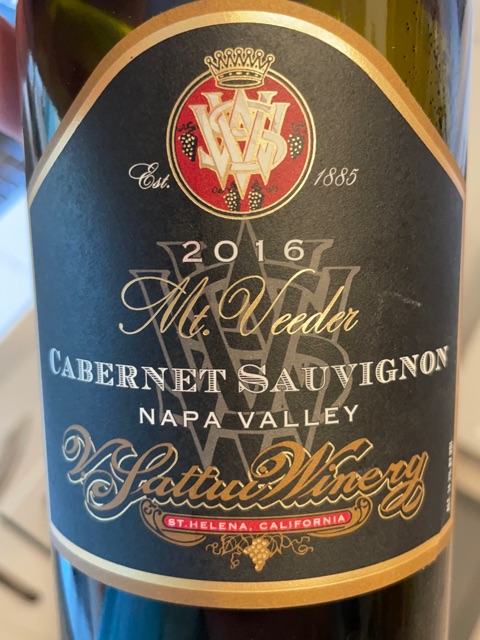 Est. 1885
2016
Mt. Veeder
CABERNET SAUVIGNON
NAPA VALLEY
V. Sattui Winery
ST. HELENA, CALIFORNIA